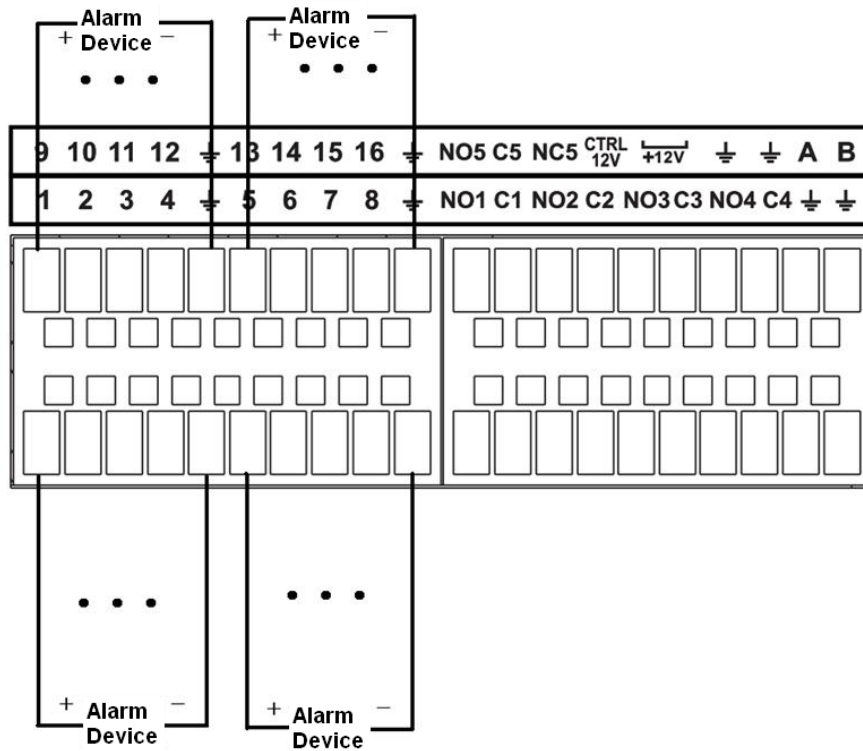 + Alarm Device −
+ Alarm Device −
9 10 11 12 ⏚ 13 14 15 16 ⏚ NO5 C5 NC5 CTRL 12V +12V ⏚ ⏚ A B
1 2 3 4 ⏚ 5 6 7 8 ⏚ NO1 C1 NO2 C2 NO3 C3 NO4 C4 ⏚ ⏚
+ Alarm Device −
+ Alarm Device −